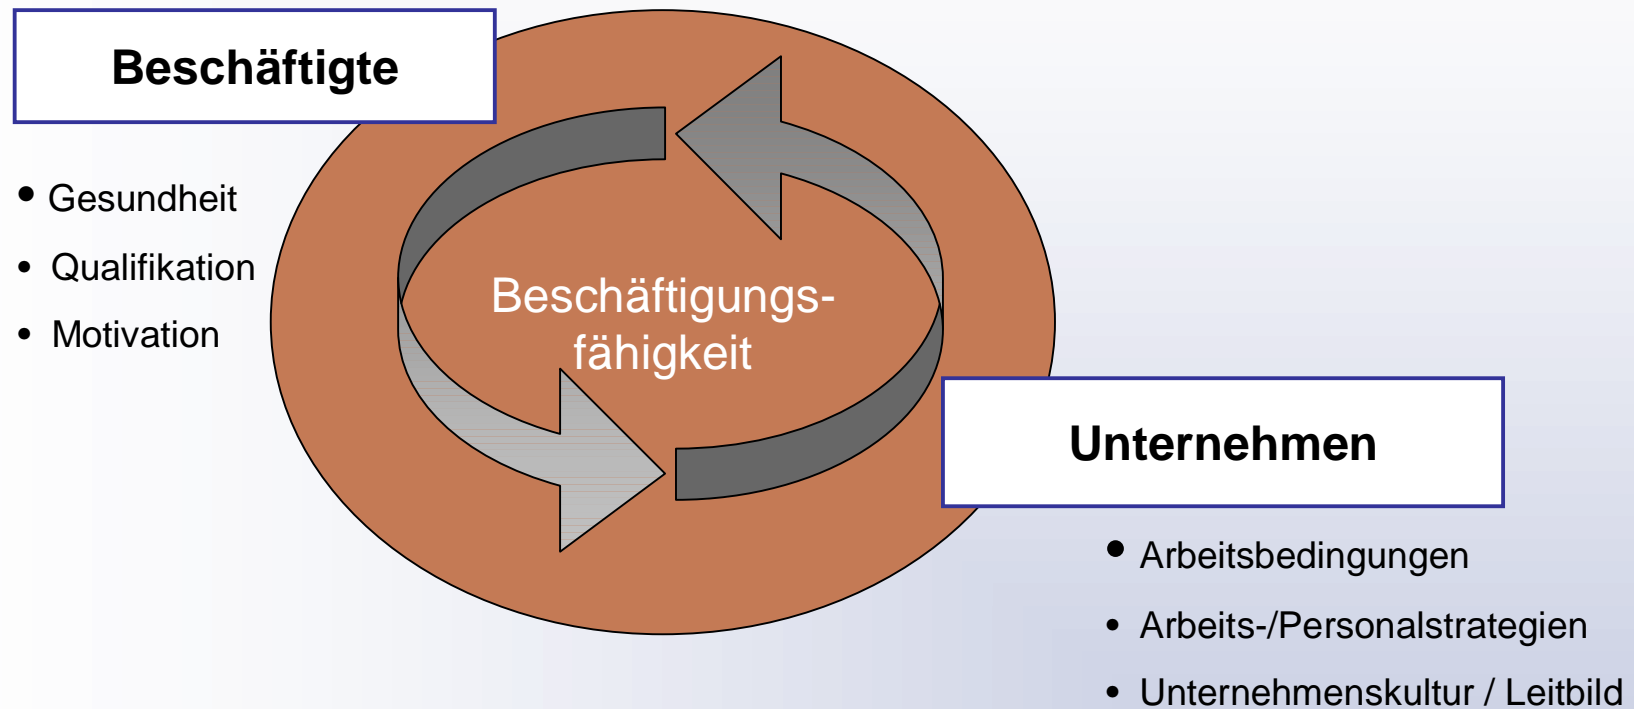 Beschäftigte
• Gesundheit
• Qualifikation
• Motivation
Beschäftigungs-
fähigkeit
Unternehmen
• Arbeitsbedingungen
• Arbeits-/Personalstrategien
• Unternehmenskultur / Leitbild